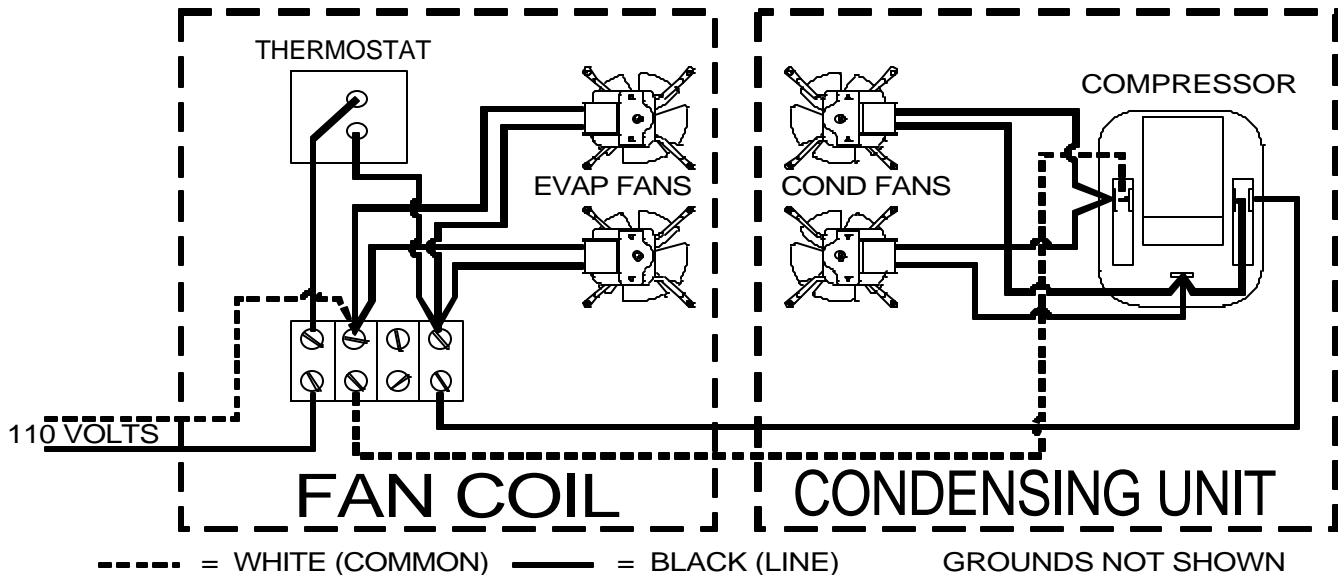 THERMOSTAT
COMPRESSOR
EVAP FANS
COND FANS
110 VOLTS
FAN COIL
CONDENSING UNIT
= WHITE (COMMON)
= BLACK (LINE)
GROUNDS NOT SHOWN